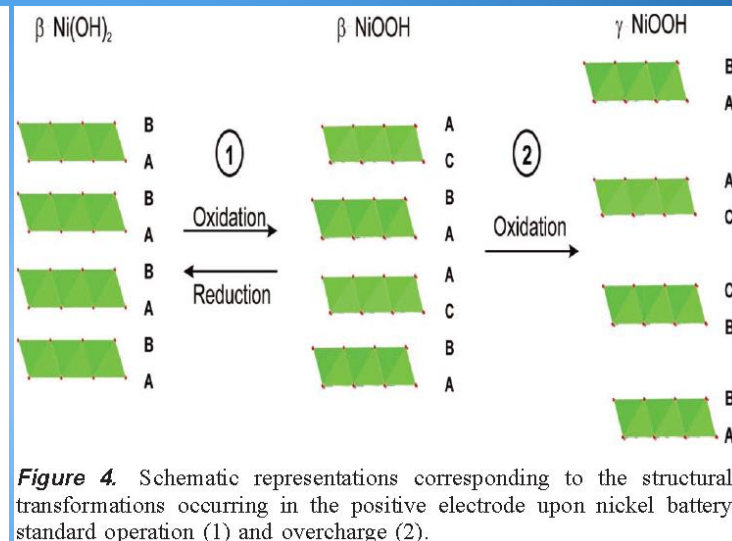 β Ni(OH)₂ β NiOOH γ NiOOH
B
A
B
A
B
A
B
A
1
Oxidation
Reduction
A
C
B
A
A
C
B
A
2
Oxidation
B
A
A
C
C
B
B
A
Figure 4. Schematic representations corresponding to the structural
transformations occurring in the positive electrode upon nickel battery
standard operation (1) and overcharge (2).